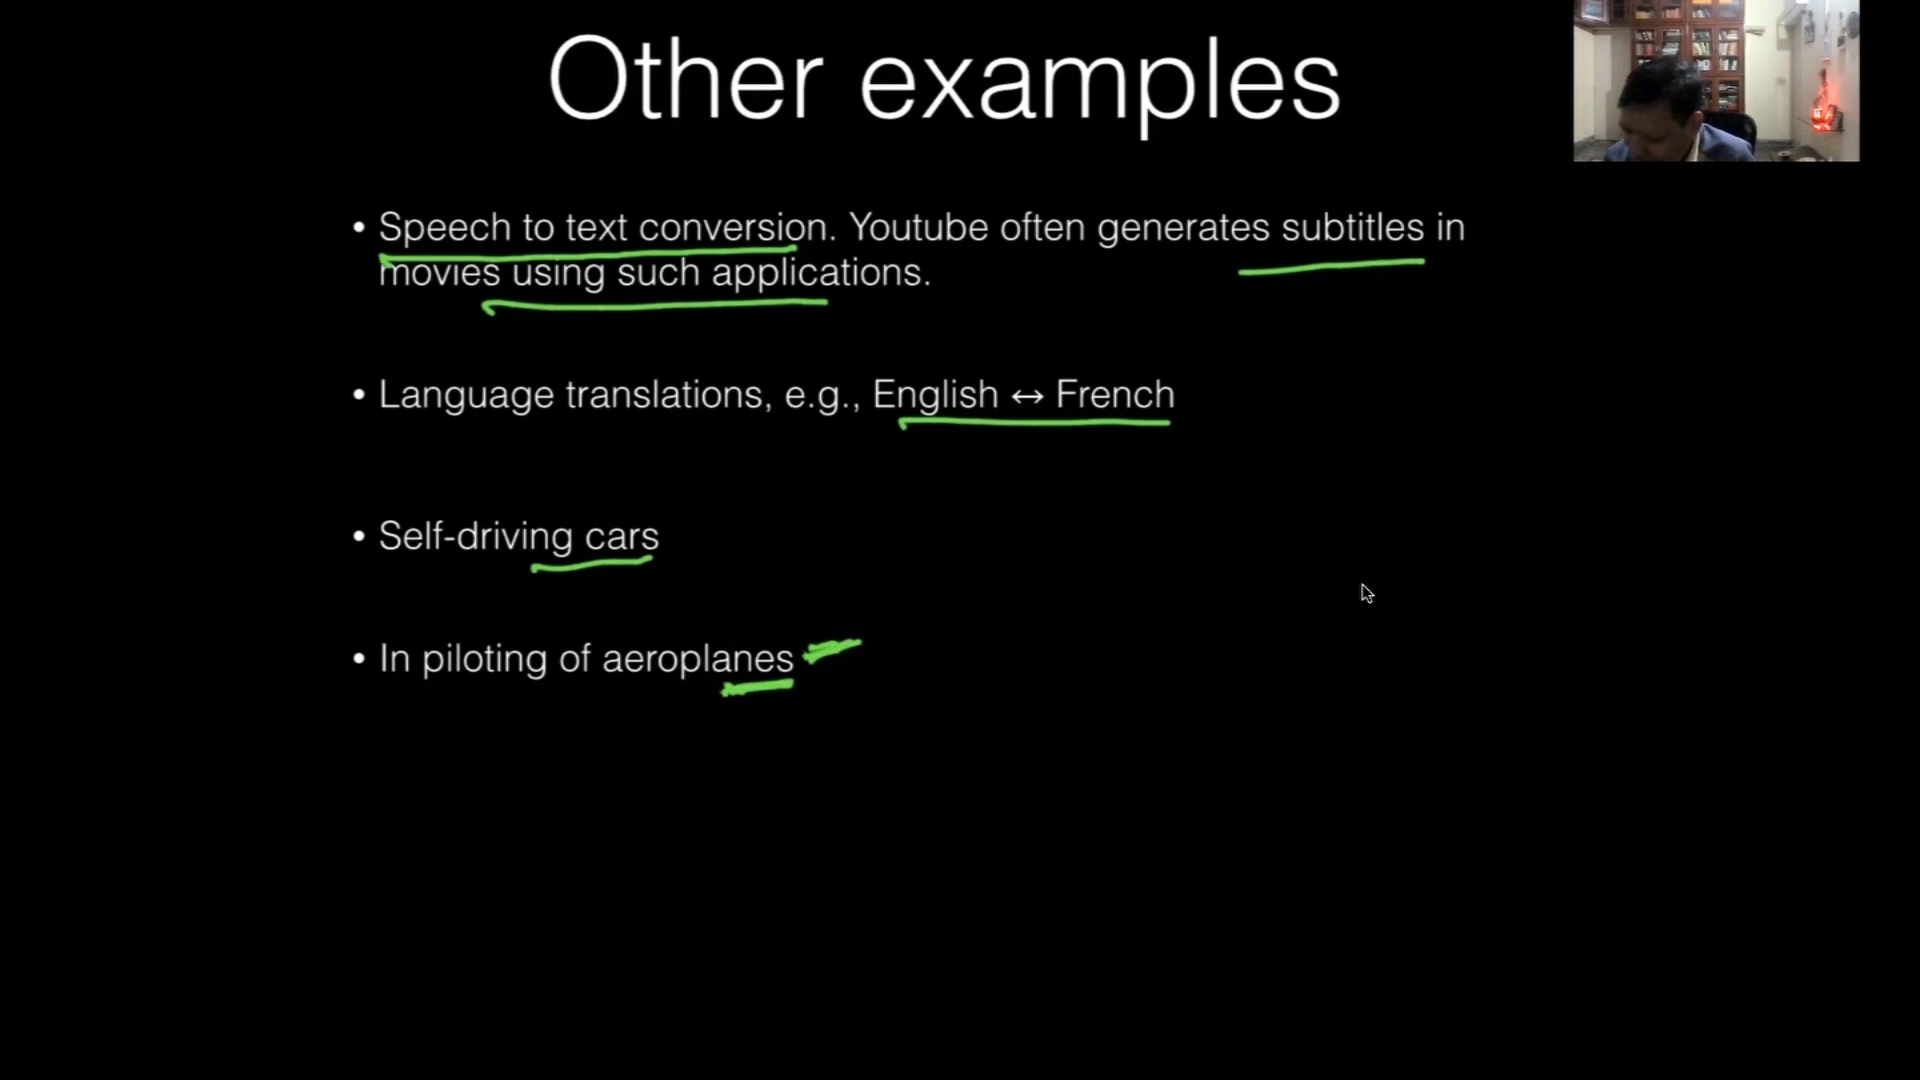 Other examples
• Speech to text conversion. Youtube often generates subtitles in
movies using such applications.
• Language translations, e.g., English ↔ French
• Self-driving cars
• In piloting of aeroplanes